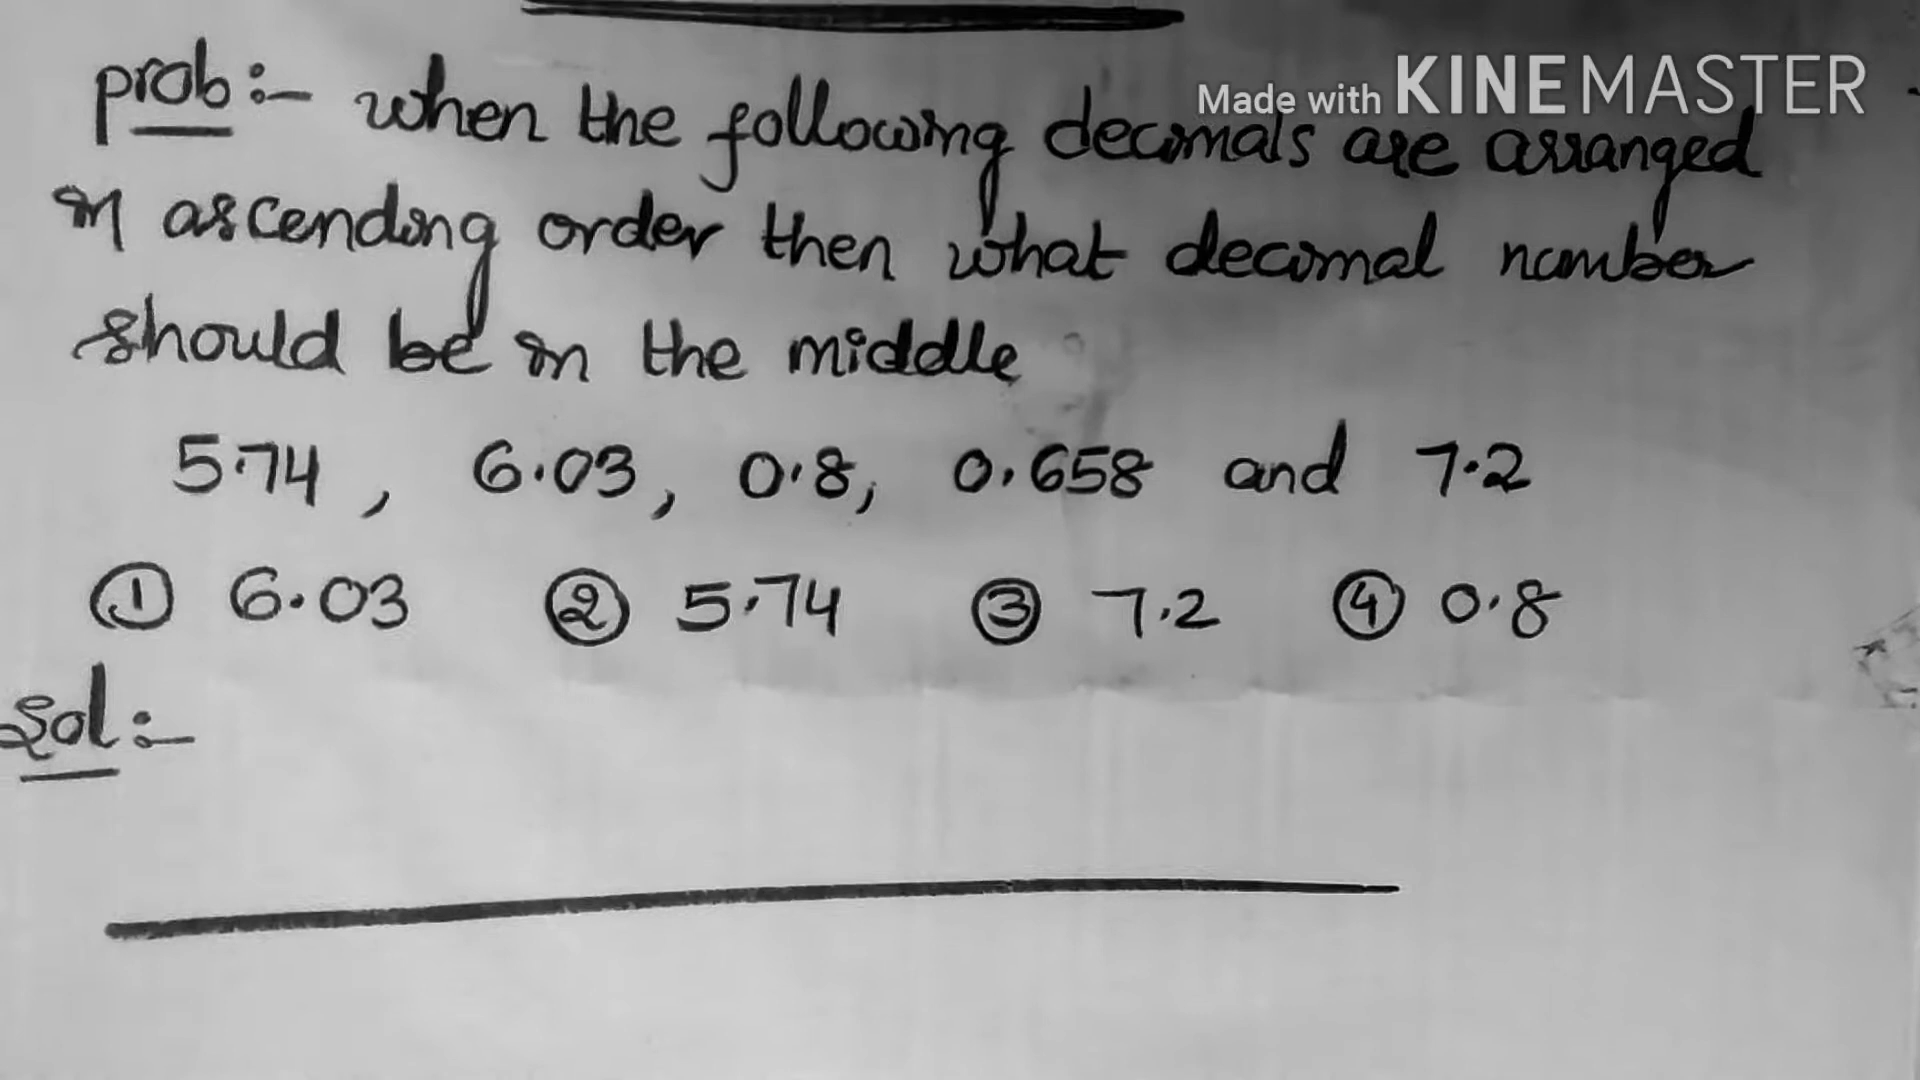 Made with KINEMASTER
prob:- when the following decimals are arranged
in ascending order then what decimal number
should be in the middle
5.74, 6.03, 0.8, 0.658 and 7.2
① 6.03 ② 5.74 ③ 7.2 ④ 0.8
Sol:-